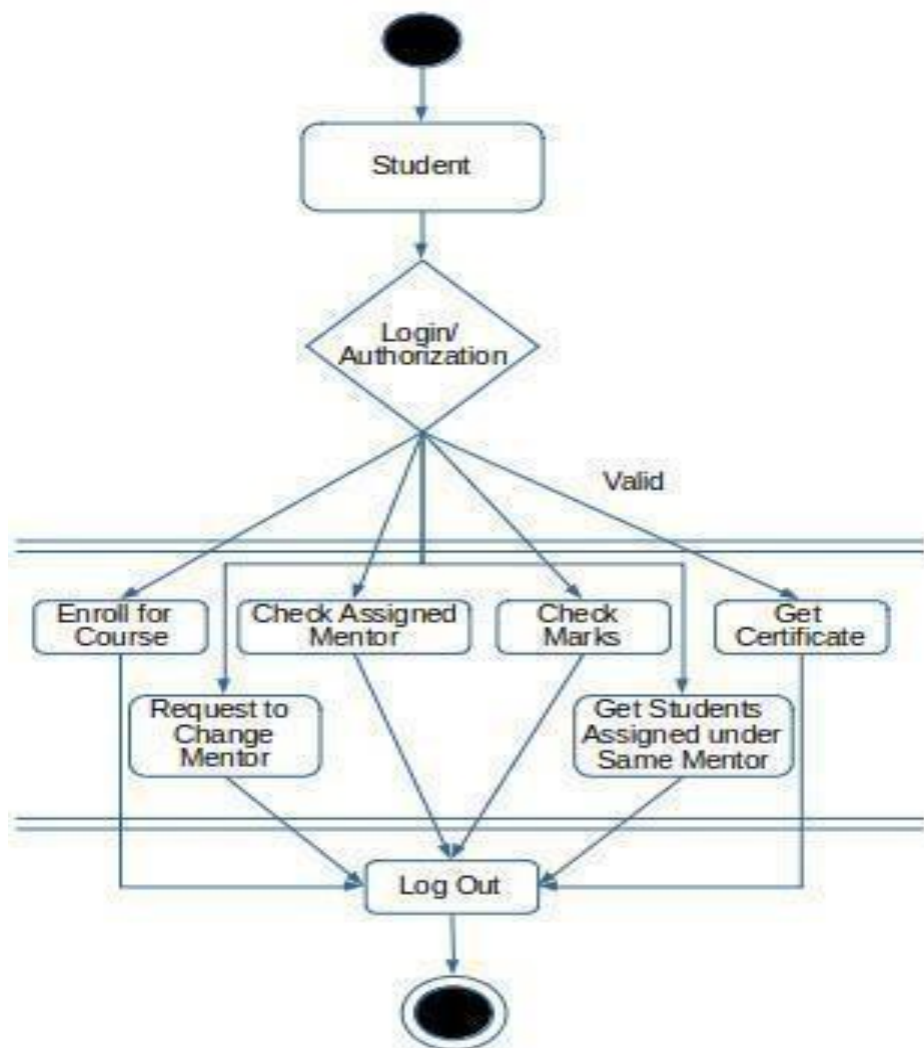 Student
Login/
Authorization
Valid
Enroll for
Course
Check Assigned
Mentor
Check
Marks
Get
Certificate
Request to
Change
Mentor
Get Students
Assigned under
Same Mentor
Log Out